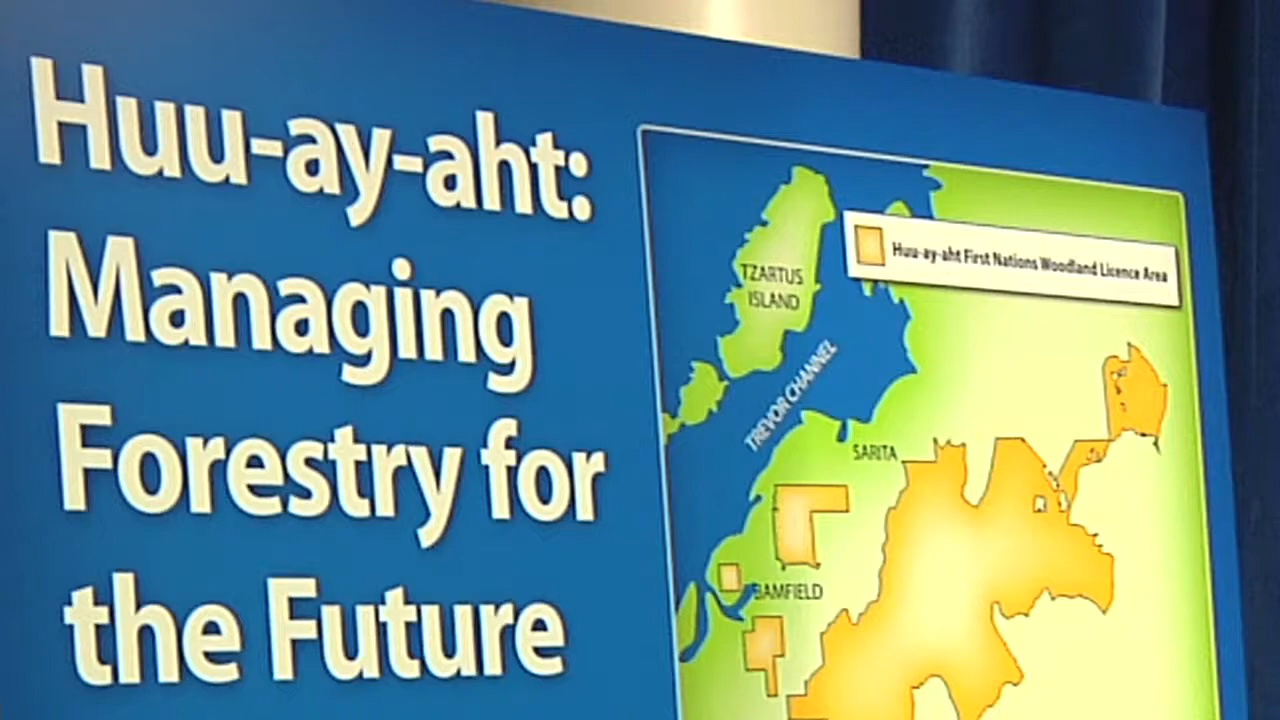 Huu-ay-aht:
Managing
Forestry for
the Future
Huu-ay-aht First Nations Woodland Licence Area
TZARTUS
ISLAND
TREVOR CHANNEL
SARITA
BAMFIELD